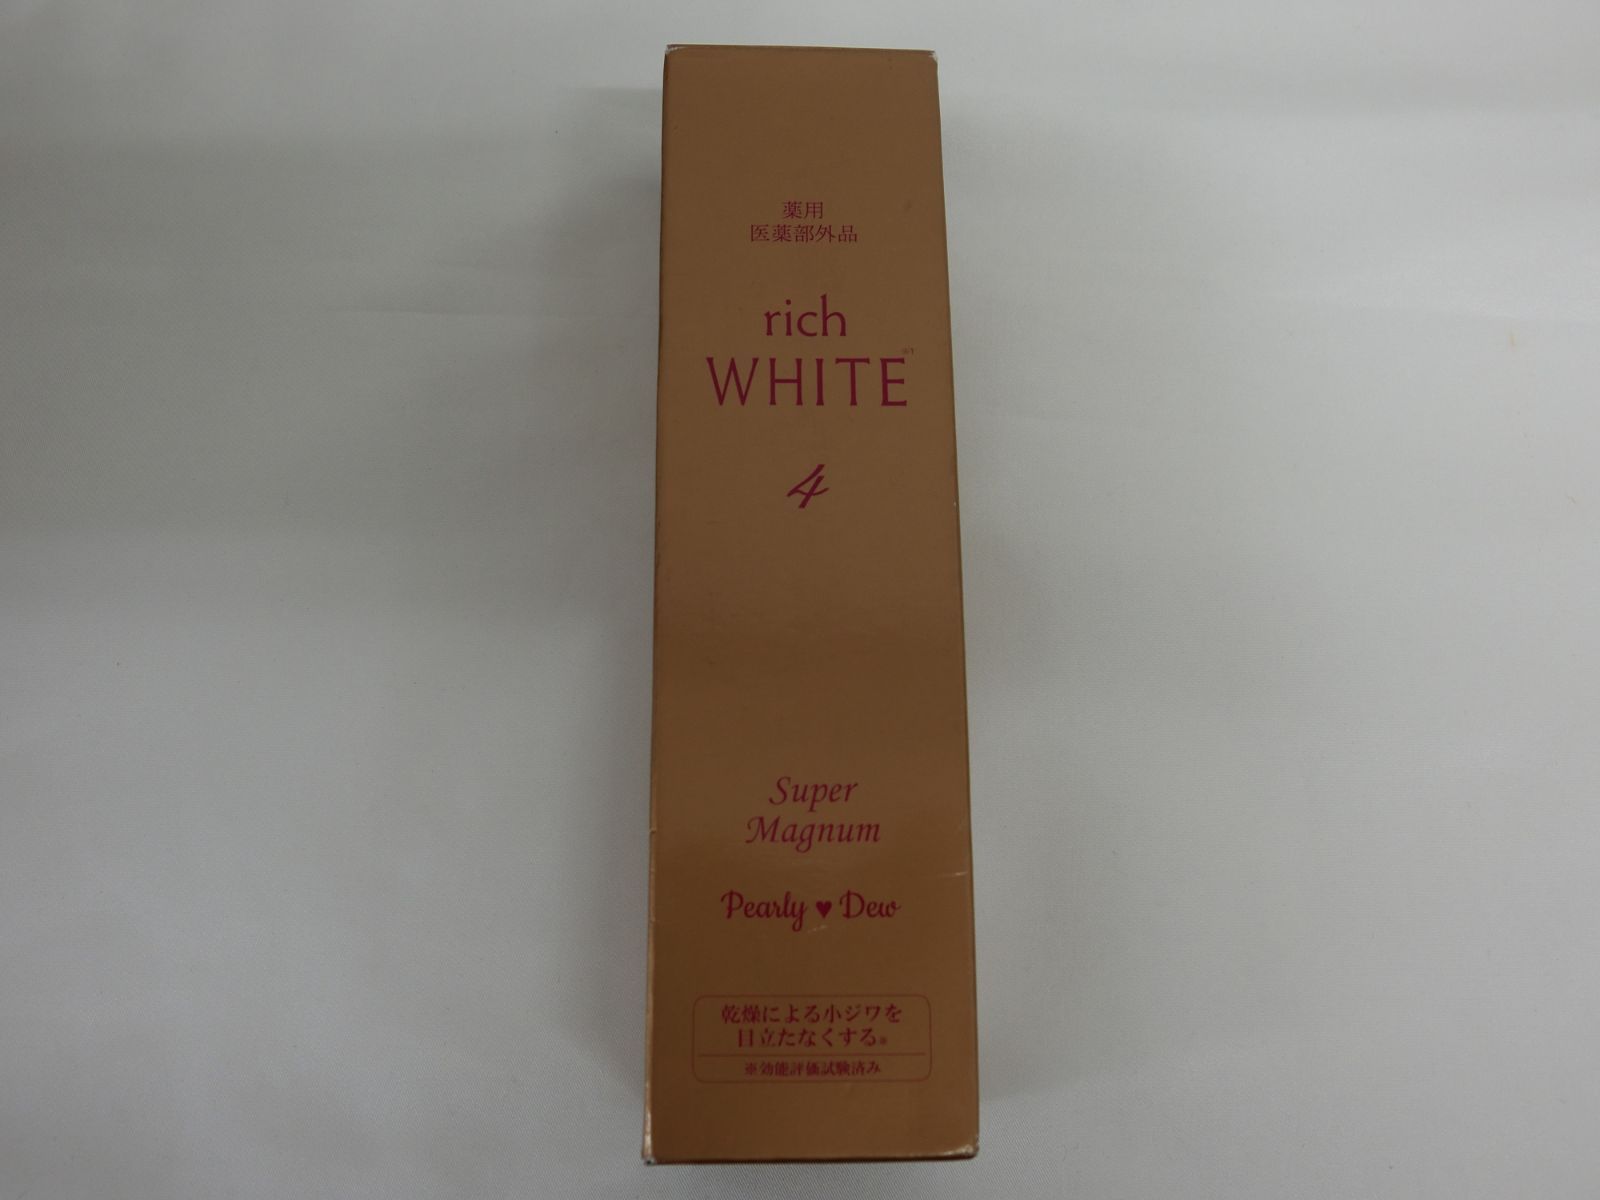 薬用
医薬部外品
rich
WHITE※1
4
Super
Magnum
Pearly ♥ Dew
乾燥による小ジワを
目立たなくする※
※効能評価試験済み